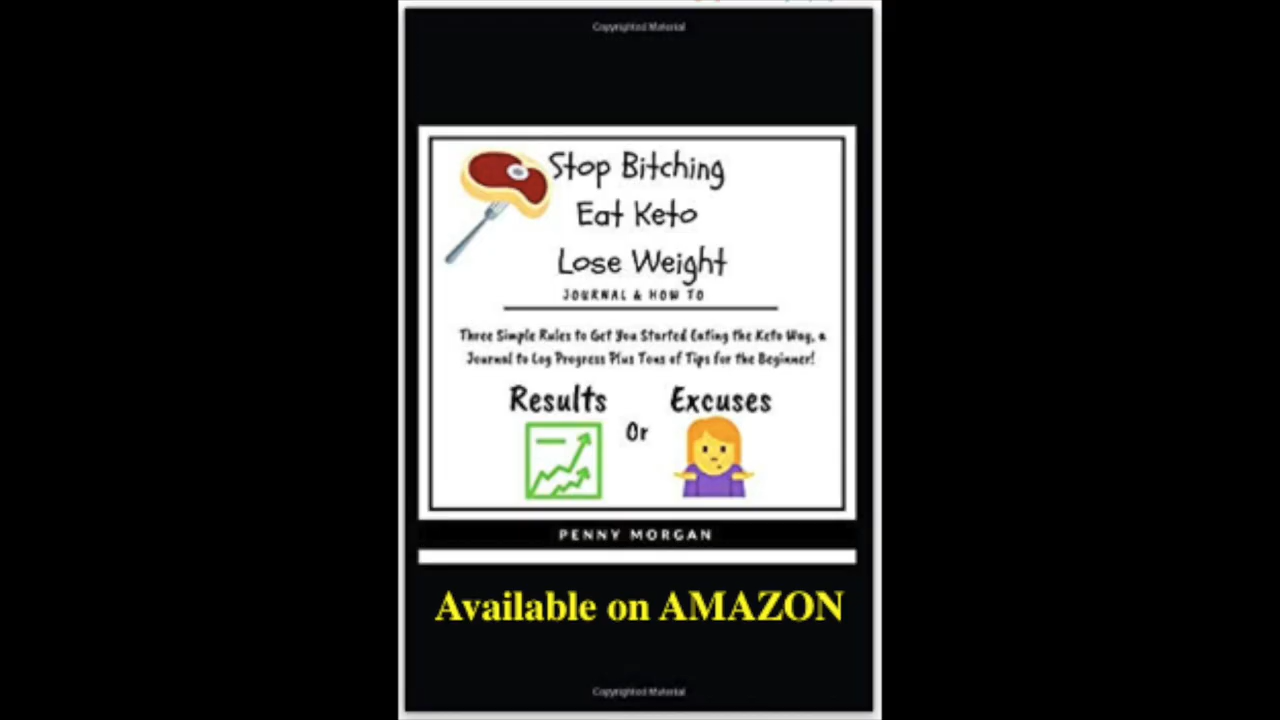 Copyrighted Material
Stop Bitching
Eat Keto
Lose Weight
JOURNAL & HOW TO
Three Simple Rules to Get You Started Eating the Keto Way, a
Journal to Log Progress Plus Tons of Tips for the Beginner!
Results
Or
Excuses
PENNY MORGAN
Available on AMAZON
Copyrighted Material